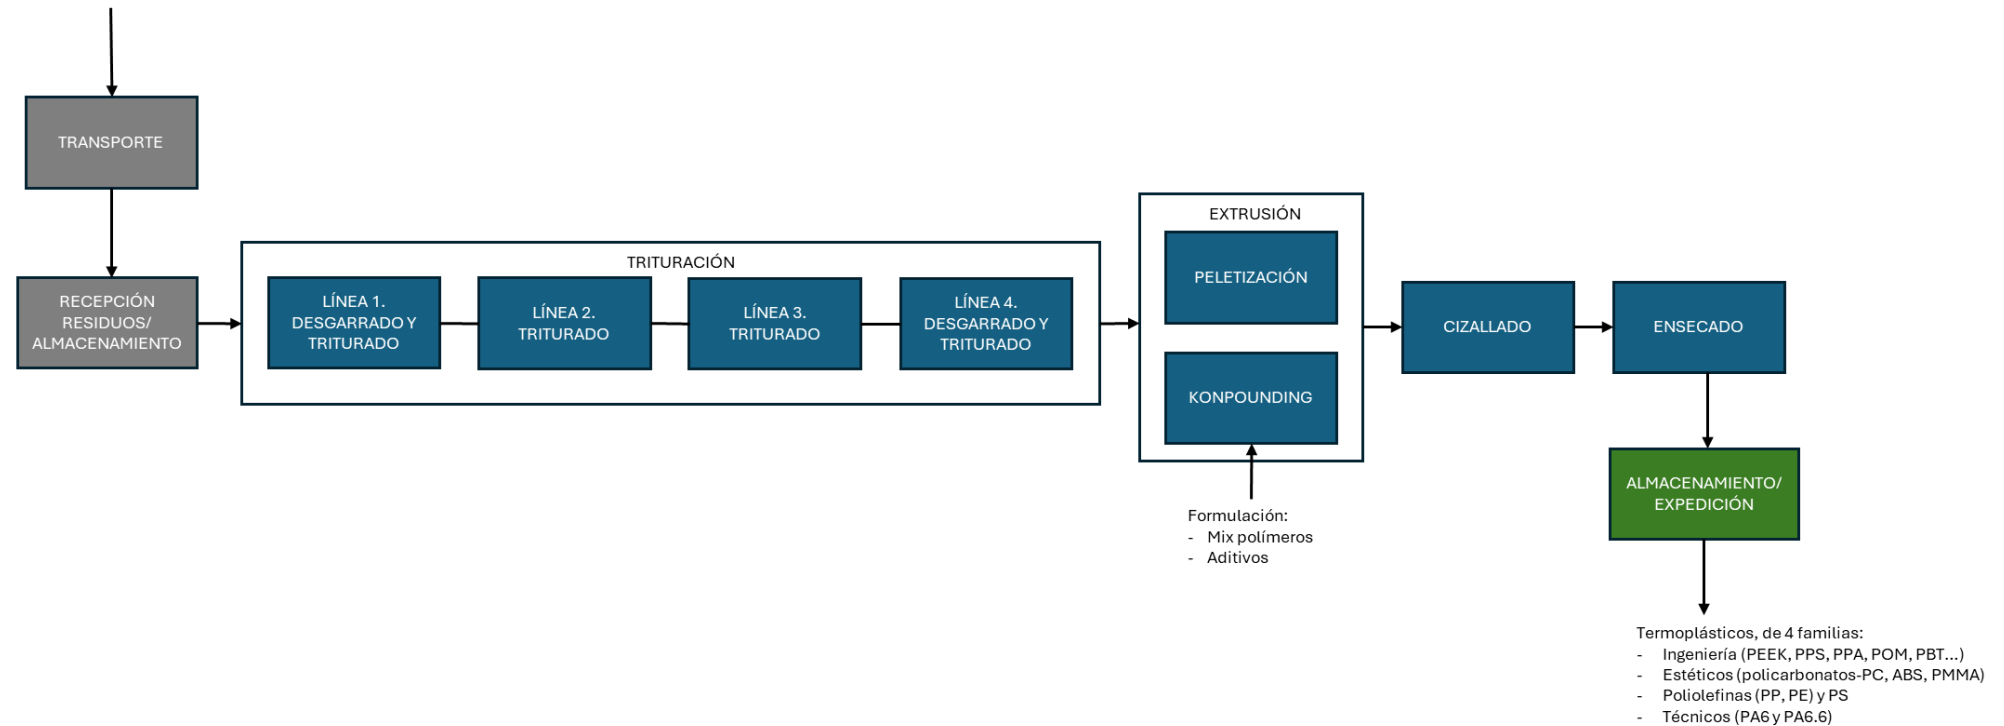 TRANSPORTE
RECEPCIÓN
RESIDUOS/
ALMACENAMIENTO
TRITURACIÓN
LÍNEA 1.
DESGARRADO Y
TRITURADO
LÍNEA 2.
TRITURADO
LÍNEA 3.
TRITURADO
LÍNEA 4.
DESGARRADO Y
TRITURADO
EXTRUSIÓN
PELETIZACIÓN
KONPOUNDING
Formulación:
- Mix polímeros
- Aditivos
CIZALLADO
ENSECADO
ALMACENAMIENTO/
EXPEDICIÓN
Termoplásticos, de 4 familias:
- Ingeniería (PEEK, PPS, PPA, POM, PBT...)
- Estéticos (policarbonatos-PC, ABS, PMMA)
- Poliolefinas (PP, PE) y PS
- Técnicos (PA6 y PA6.6)